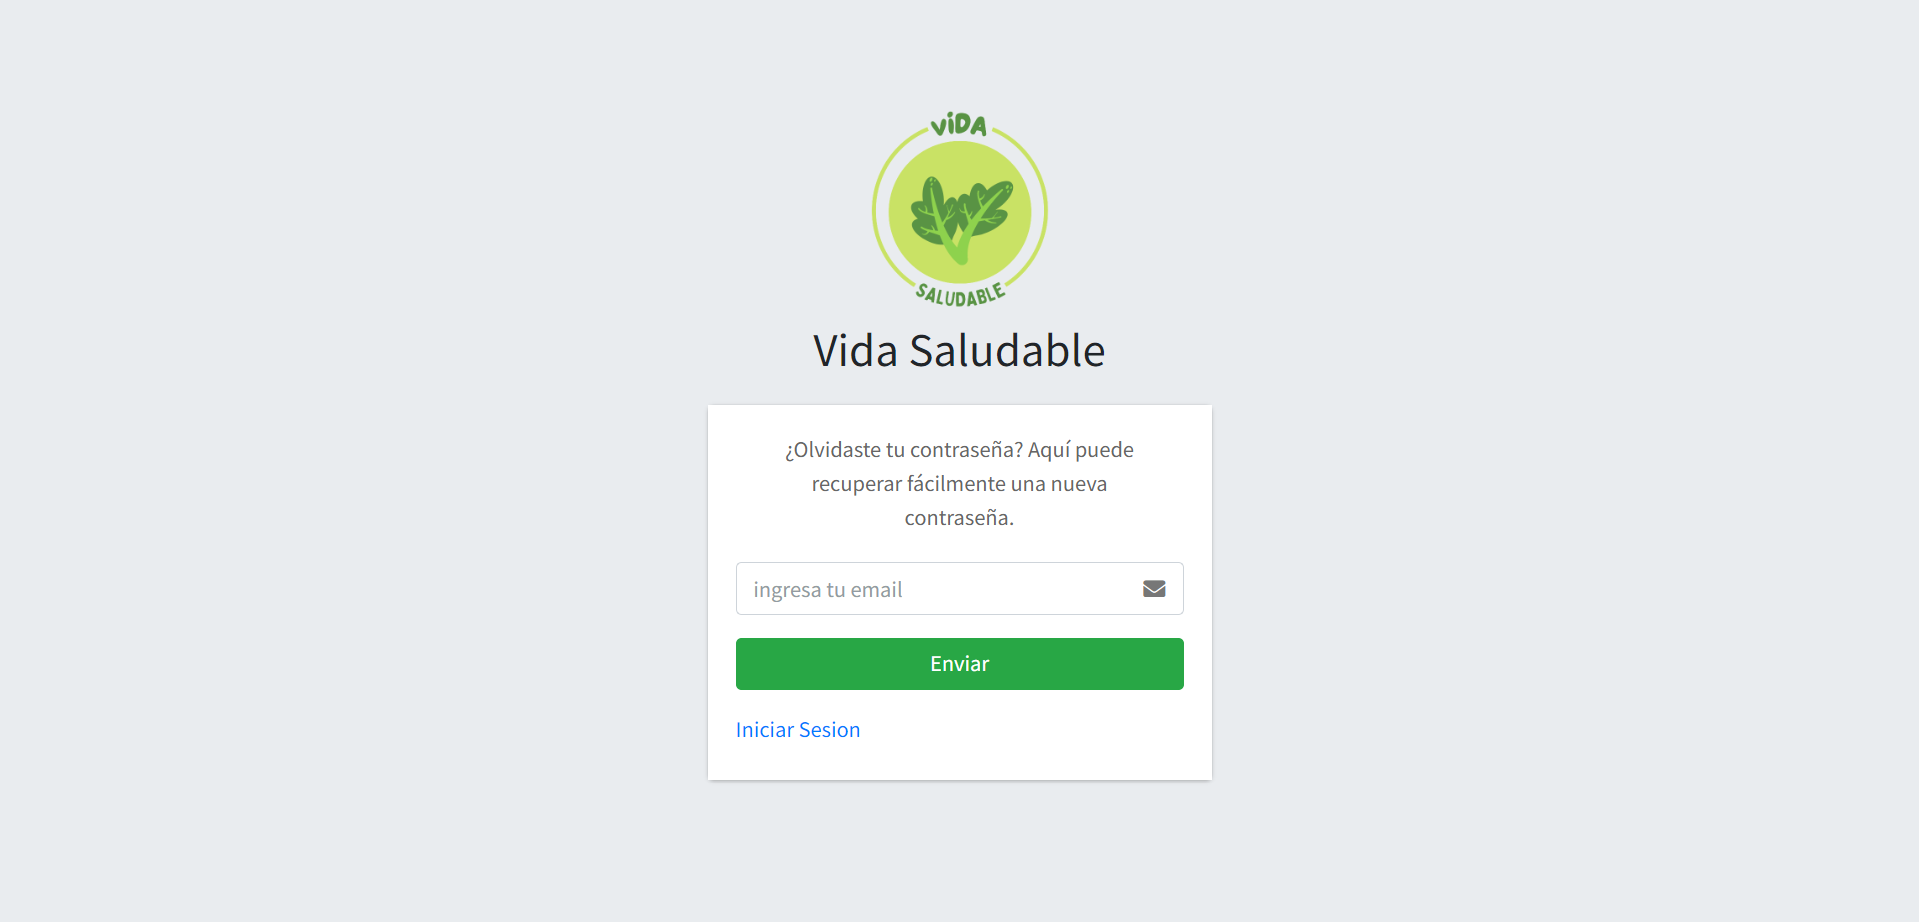 ViDA
SALUDABLE
Vida Saludable
¿Olvidaste tu contraseña? Aquí puede
recuperar fácilmente una nueva
contraseña.
ingresa tu email
Enviar
Iniciar Sesion